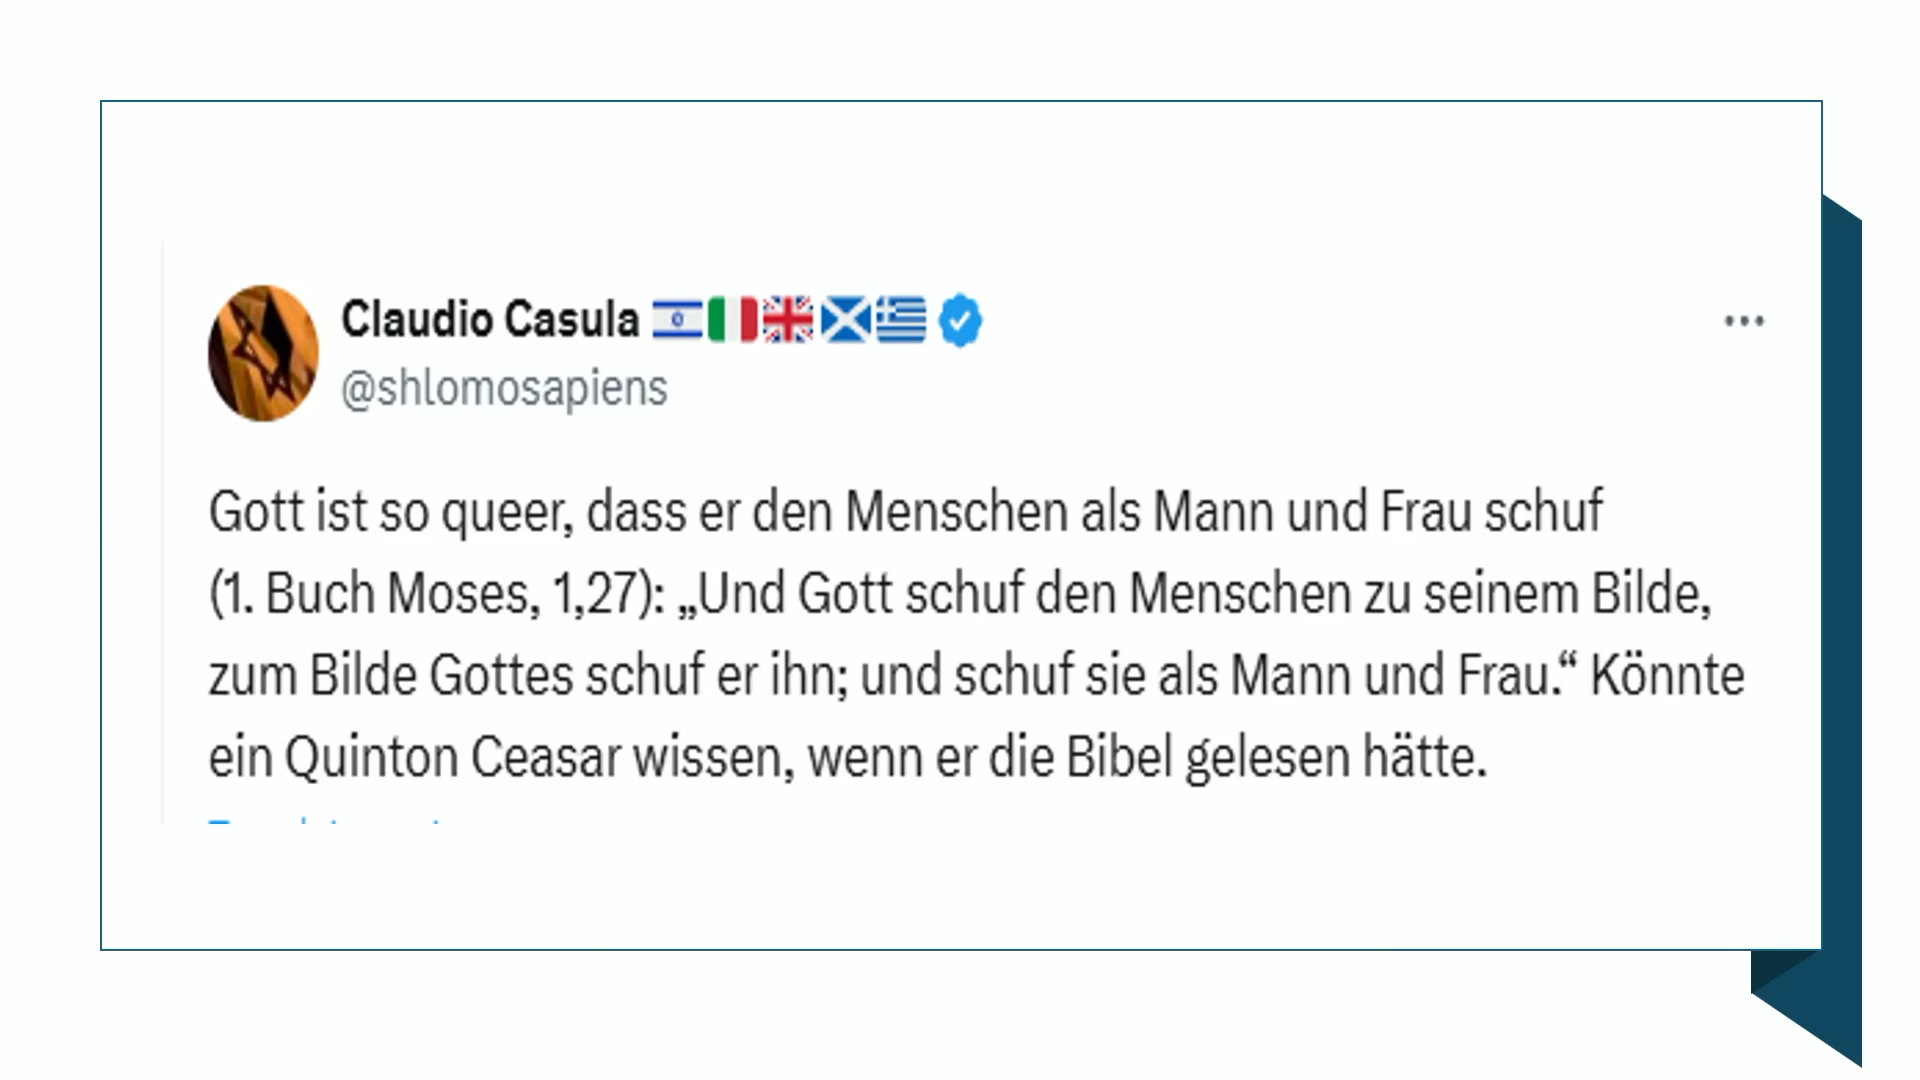 Claudio Casula 🇮🇱🇮🇹🇬🇧🏴󠁧󠁢󠁳󠁣󠁴󠁿🇬🇷
@shlomosapiens
Gott ist so queer, dass er den Menschen als Mann und Frau schuf
(1. Buch Moses, 1,27): „Und Gott schuf den Menschen zu seinem Bilde,
zum Bilde Gottes schuf er ihn; und schuf sie als Mann und Frau.“ Könnte
ein Quinton Ceasar wissen, wenn er die Bibel gelesen hätte.